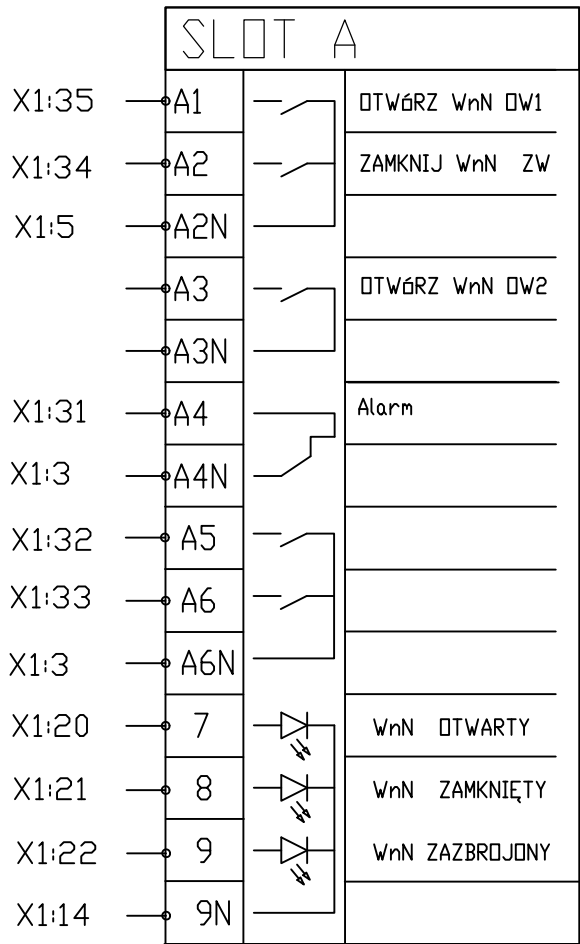 SLOT A
X1:35 A1 OTWóRZ WnN OW1
X1:34 A2 ZAMKNIJ WnN ZW
X1:5 A2N
A3 OTWóRZ WnN OW2
A3N
X1:31 A4 Alarm
X1:3 A4N
X1:32 A5
X1:33 A6
X1:3 A6N
X1:20 7 WnN OTWARTY
X1:21 8 WnN ZAMKNIĘTY
X1:22 9 WnN ZAZBROJONY
X1:14 9N